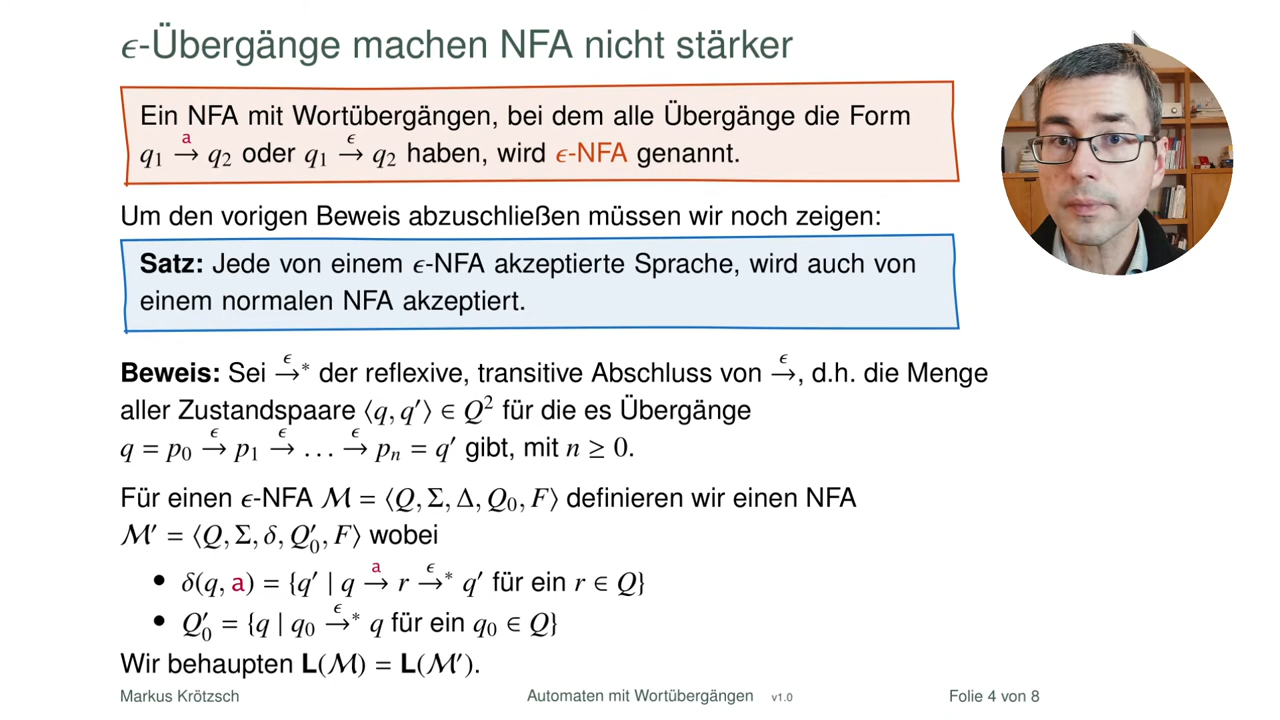 ϵ-Übergänge machen NFA nicht stärker
Ein NFA mit Wortübergängen, bei dem alle Übergänge die Form
q₁ →ᵃ q₂ oder q₁ →ᵋ q₂ haben, wird ϵ-NFA genannt.
Um den vorigen Beweis abzuschließen müssen wir noch zeigen:
Satz: Jede von einem ϵ-NFA akzeptierte Sprache, wird auch von
einem normalen NFA akzeptiert.
Beweis: Sei →ᵋ* der reflexive, transitive Abschluss von →ᵋ, d.h. die Menge
aller Zustandspaare ⟨q, q′⟩ ∈ Q² für die es Übergänge
q = p₀ →ᵋ p₁ →ᵋ … →ᵋ pₙ = q′ gibt, mit n ≥ 0.
Für einen ϵ-NFA ℳ = ⟨Q, Σ, Δ, Q₀, F⟩ definieren wir einen NFA
ℳ′ = ⟨Q, Σ, δ, Q′₀, F⟩ wobei
• δ(q, a) = {q′ | q →ᵃ r →ᵋ* q′ für ein r ∈ Q}
• Q′₀ = {q | q₀ →ᵋ* q für ein q₀ ∈ Q}
Wir behaupten L(ℳ) = L(ℳ′).
Markus Krötzsch Automaten mit Wortübergängen v1.0 Folie 4 von 8